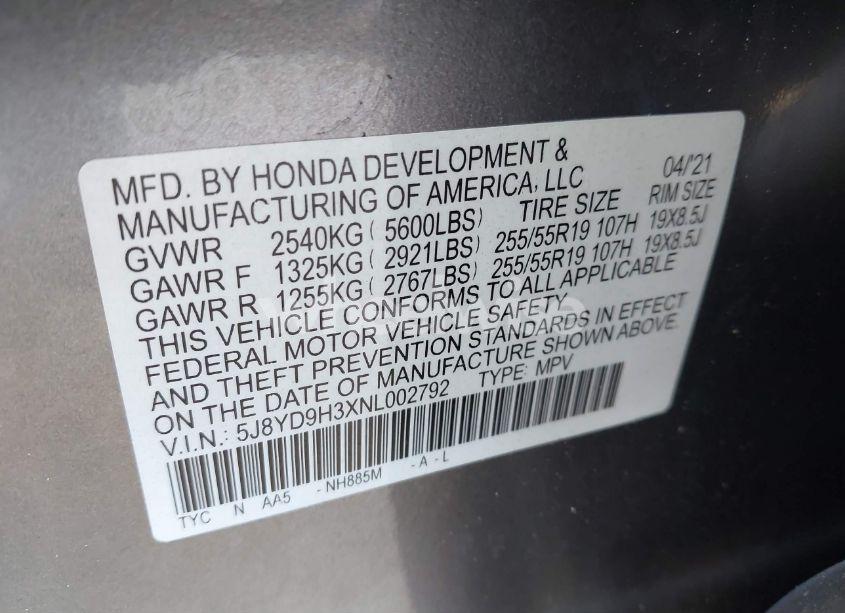 MFD. BY HONDA DEVELOPMENT & 04/'21
MANUFACTURING OF AMERICA, LLC
GVWR 2540KG ( 5600LBS) TIRE SIZE RIM SIZE
GAWR F 1325KG ( 2921LBS) 255/55R19 107H 19X8.5J
GAWR R 1255KG ( 2767LBS) 255/55R19 107H 19X8.5J
THIS VEHICLE CONFORMS TO ALL APPLICABLE
FEDERAL MOTOR VEHICLE SAFETY
AND THEFT PREVENTION STANDARDS IN EFFECT
ON THE DATE OF MANUFACTURE SHOWN ABOVE.
V.I.N.: 5J8YD9H3XNL002792 TYPE: MPV
TYC N AA5 -NH885M -A-L